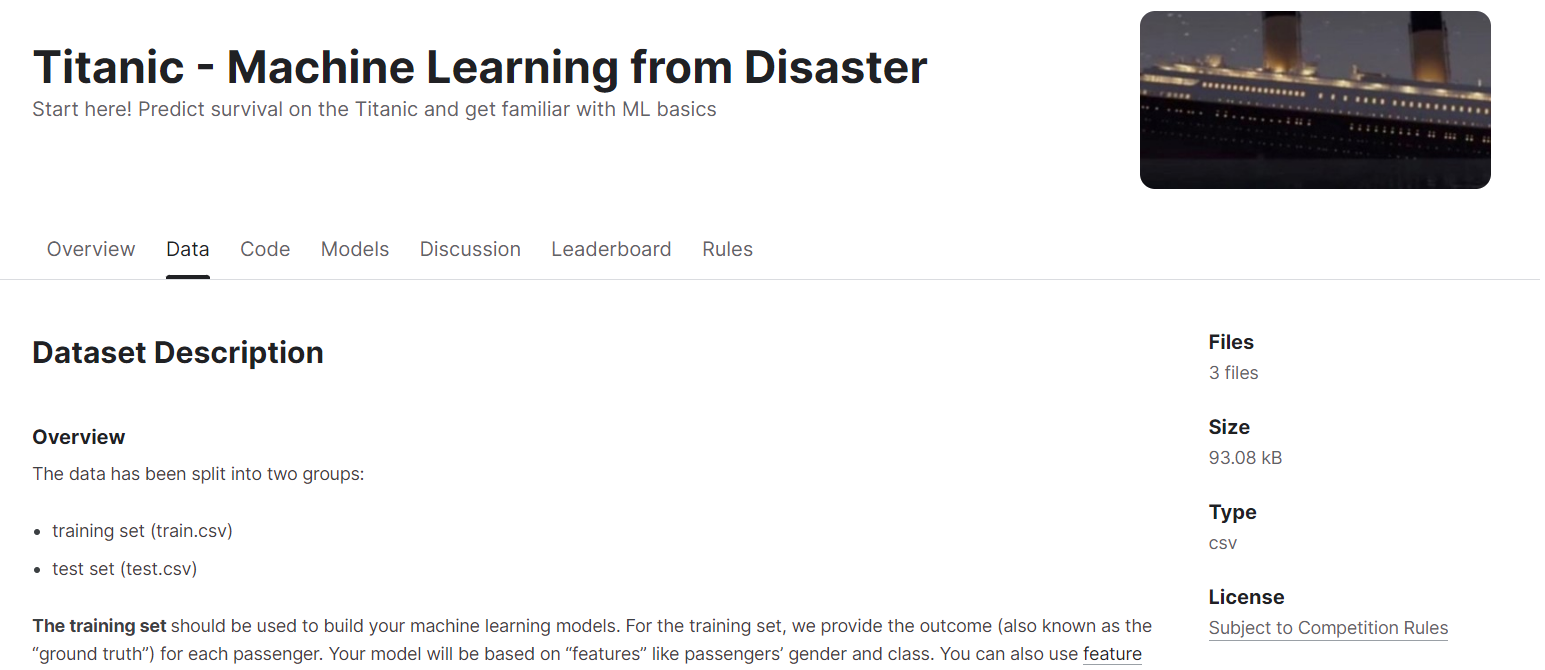 Titanic - Machine Learning from Disaster
Start here! Predict survival on the Titanic and get familiar with ML basics
Overview Data Code Models Discussion Leaderboard Rules
Dataset Description
Overview
The data has been split into two groups:
training set (train.csv)
test set (test.csv)
The training set should be used to build your machine learning models. For the training set, we provide the outcome (also known as the
“ground truth”) for each passenger. Your model will be based on “features” like passengers’ gender and class. You can also use feature
Files
3 files
Size
93.08 kB
Type
csv
License
Subject to Competition Rules